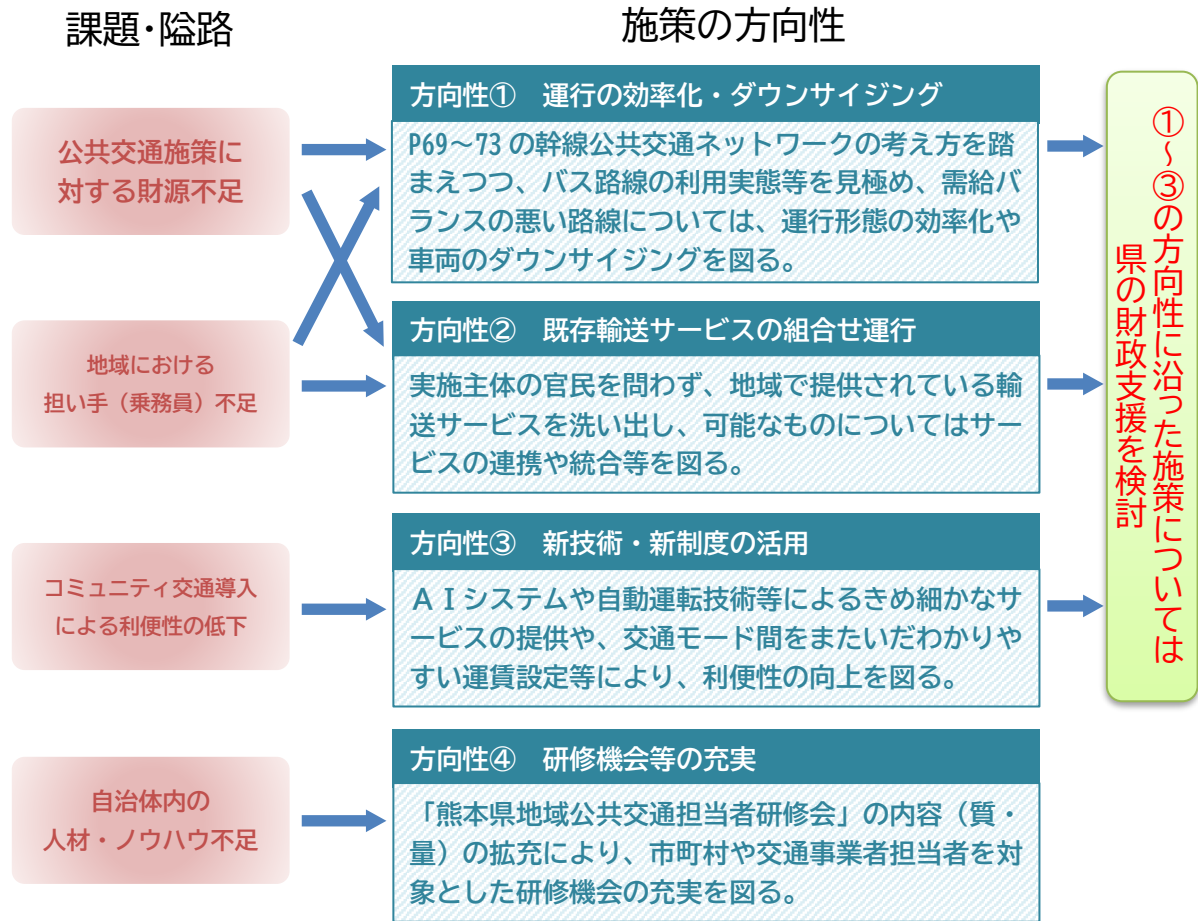 課題・隘路
施策の方向性
公共交通施策に
対する財源不足
地域における
担い手（乗務員）不足
コミュニティ交通導入
による利便性の低下
自治体内の
人材・ノウハウ不足
方向性①　運行の効率化・ダウンサイジング
P69～73の幹線公共交通ネットワークの考え方を踏
まえつつ、バス路線の利用実態等を見極め、需給バ
ランスの悪い路線については、運行形態の効率化や
車両のダウンサイジングを図る。
方向性②　既存輸送サービスの組合せ運行
実施主体の官民を問わず、地域で提供されている輸
送サービスを洗い出し、可能なものについてはサー
ビスの連携や統合等を図る。
方向性③　新技術・新制度の活用
ＡＩシステムや自動運転技術等によるきめ細かなサ
ービスの提供や、交通モード間をまたいだわかりや
すい運賃設定等により、利便性の向上を図る。
方向性④　研修機会等の充実
「熊本県地域公共交通担当者研修会」の内容（質・
量）の拡充により、市町村や交通事業者担当者を対
象とした研修機会の充実を図る。
①～③の方向性に沿った施策については
県の財政支援を検討